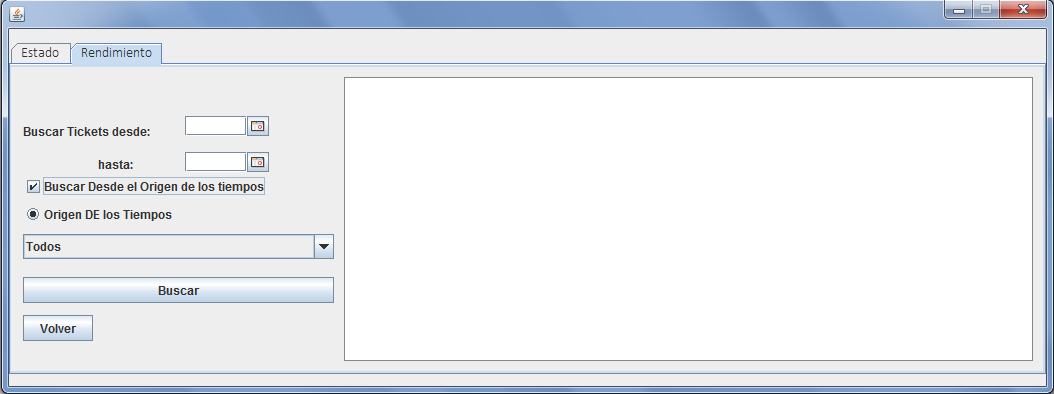 Estado
Rendimiento
Buscar Tickets desde:
hasta:
Buscar Desde el Origen de los tiempos
Origen DE los Tiempos
Todos
Buscar
Volver